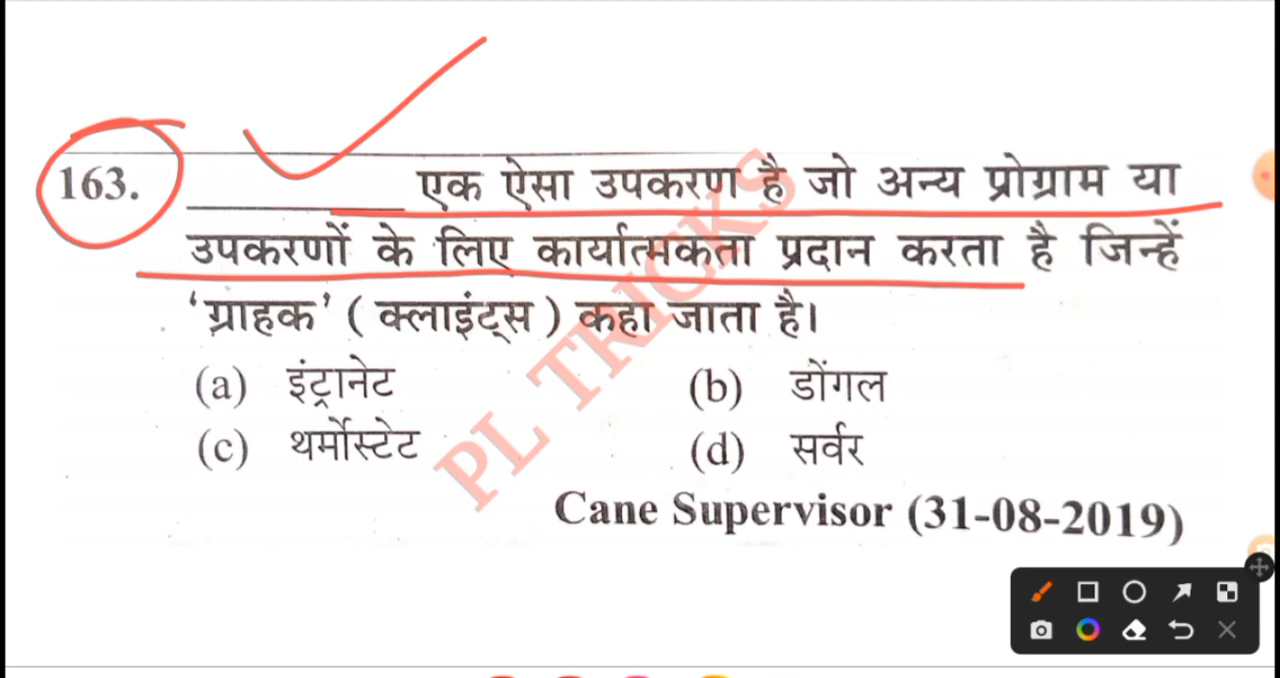 163. ________ एक ऐसा उपकरण है जो अन्य प्रोग्राम या
उपकरणों के लिए कार्यात्मकता प्रदान करता है जिन्हें
‘ग्राहक’ ( क्लाइंट्स ) कहा जाता है।
(a) इंट्रानेट (b) डोंगल
(c) थर्मोस्टेट (d) सर्वर
Cane Supervisor (31-08-2019)
PL TRICKS